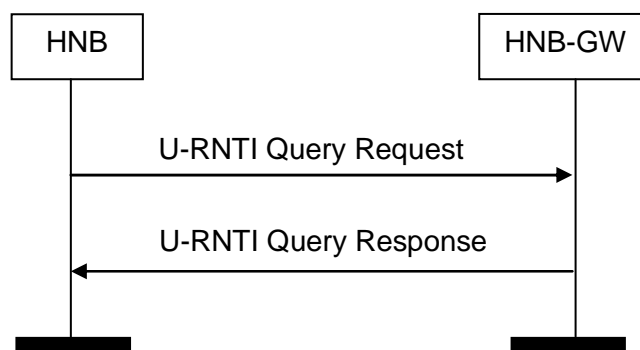 HNB
HNB-GW
U-RNTI Query Request
U-RNTI Query Response